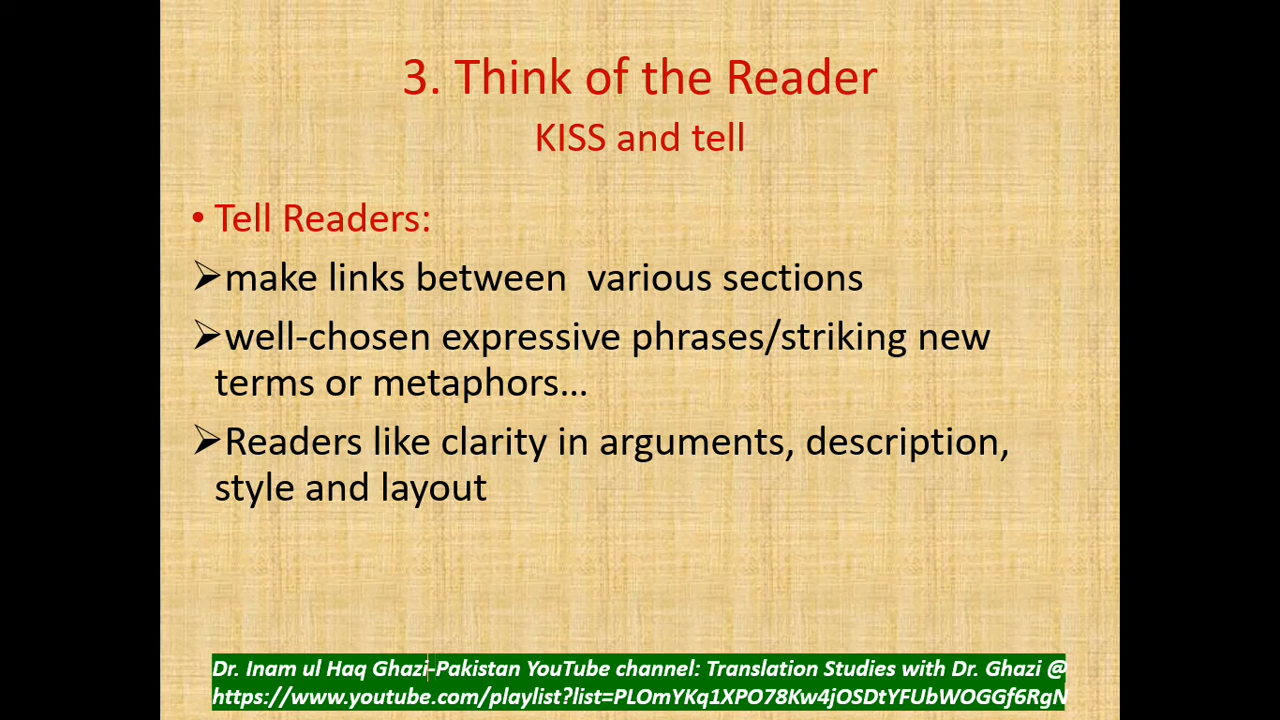 3. Think of the Reader
KISS and tell
• Tell Readers:
➢make links between  various sections
➢well-chosen expressive phrases/striking new
terms or metaphors...
➢Readers like clarity in arguments, description,
style and layout
Dr. Inam ul Haq Ghazi-Pakistan YouTube channel: Translation Studies with Dr. Ghazi @
https://www.youtube.com/playlist?list=PLOmYKq1XPO78Kw4jOSDtYFUbWOGGf6RgN